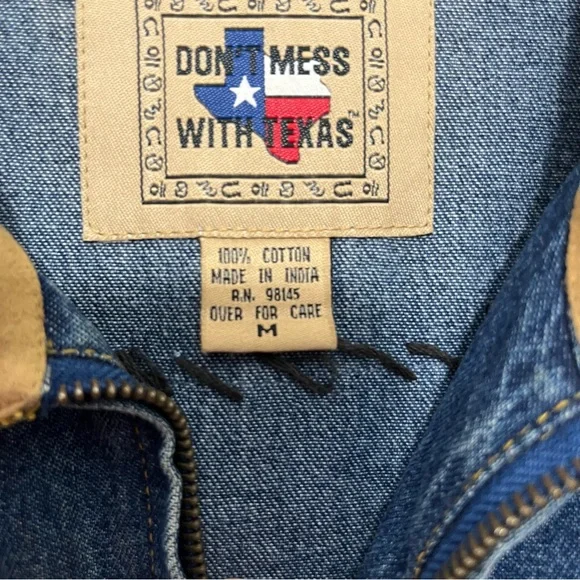 DON'T MESS
WITH TEXAS
100% COTTON
MADE IN INDIA
R.N. 98145
OVER FOR CARE
M